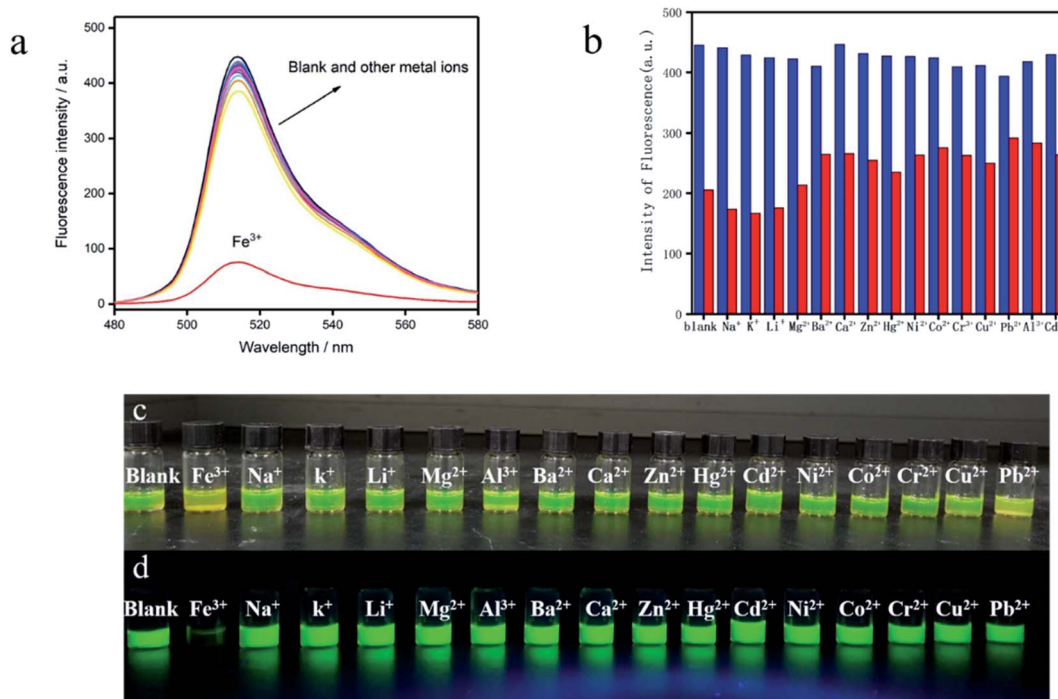 a
500
400
300
200
100
0
480 500 520 540 560 580
Fluorescence intensity / a.u.
Wavelength / nm
Blank and other metal ions
Fe³⁺
b
500
400
300
200
100
0
Intensity of Fluorescence(a.u.)
blank Na⁺ K⁺ Li⁺ Mg²⁺ Ba²⁺ Ca²⁺ Zn²⁺ Hg²⁺ Ni²⁺ Co²⁺ Cr³⁺ Cu²⁺ Pb²⁺ Al³⁺ Cd
c
Blank Fe³⁺ Na⁺ k⁺ Li⁺ Mg²⁺ Al³⁺ Ba²⁺ Ca²⁺ Zn²⁺ Hg²⁺ Cd²⁺ Ni²⁺ Co²⁺ Cr²⁺ Cu²⁺ Pb²⁺
d
Blank Fe³⁺ Na⁺ k⁺ Li⁺ Mg²⁺ Al³⁺ Ba²⁺ Ca²⁺ Zn²⁺ Hg²⁺ Cd²⁺ Ni²⁺ Co²⁺ Cr²⁺ Cu²⁺ Pb²⁺